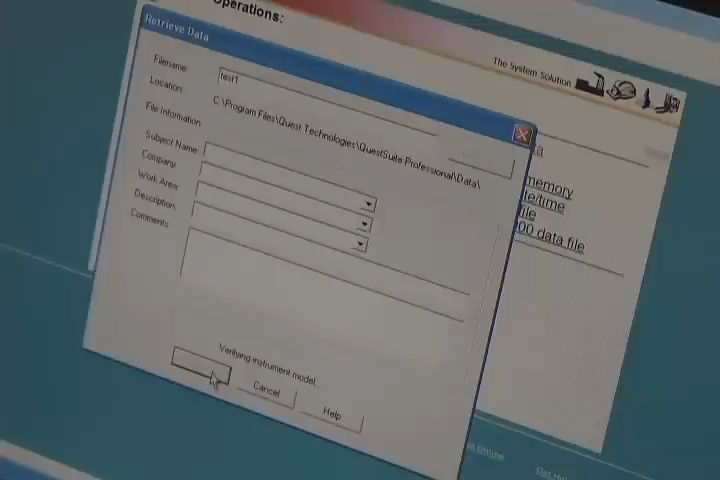 Operations:
Retrieve Data
The System Solution
Filename
test1
Location
C:\Program Files\Quest Technologies\QuestSuite Professional\Data\
File Information
Subject Name
Company
Work Area
Description
Comments
memory
te/time
file
00 data file
Verifying instrument model...
Cancel
Help
Online